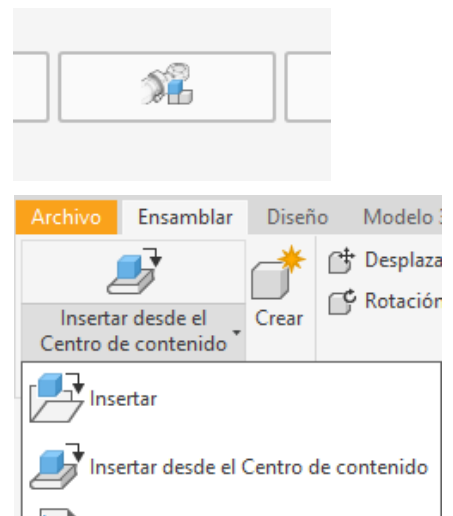 Archivo Ensamblar Diseño Modelo
Desplaza
Insertar desde el
Centro de contenido
Crear
Rotación
Insertar
Insertar desde el Centro de contenido